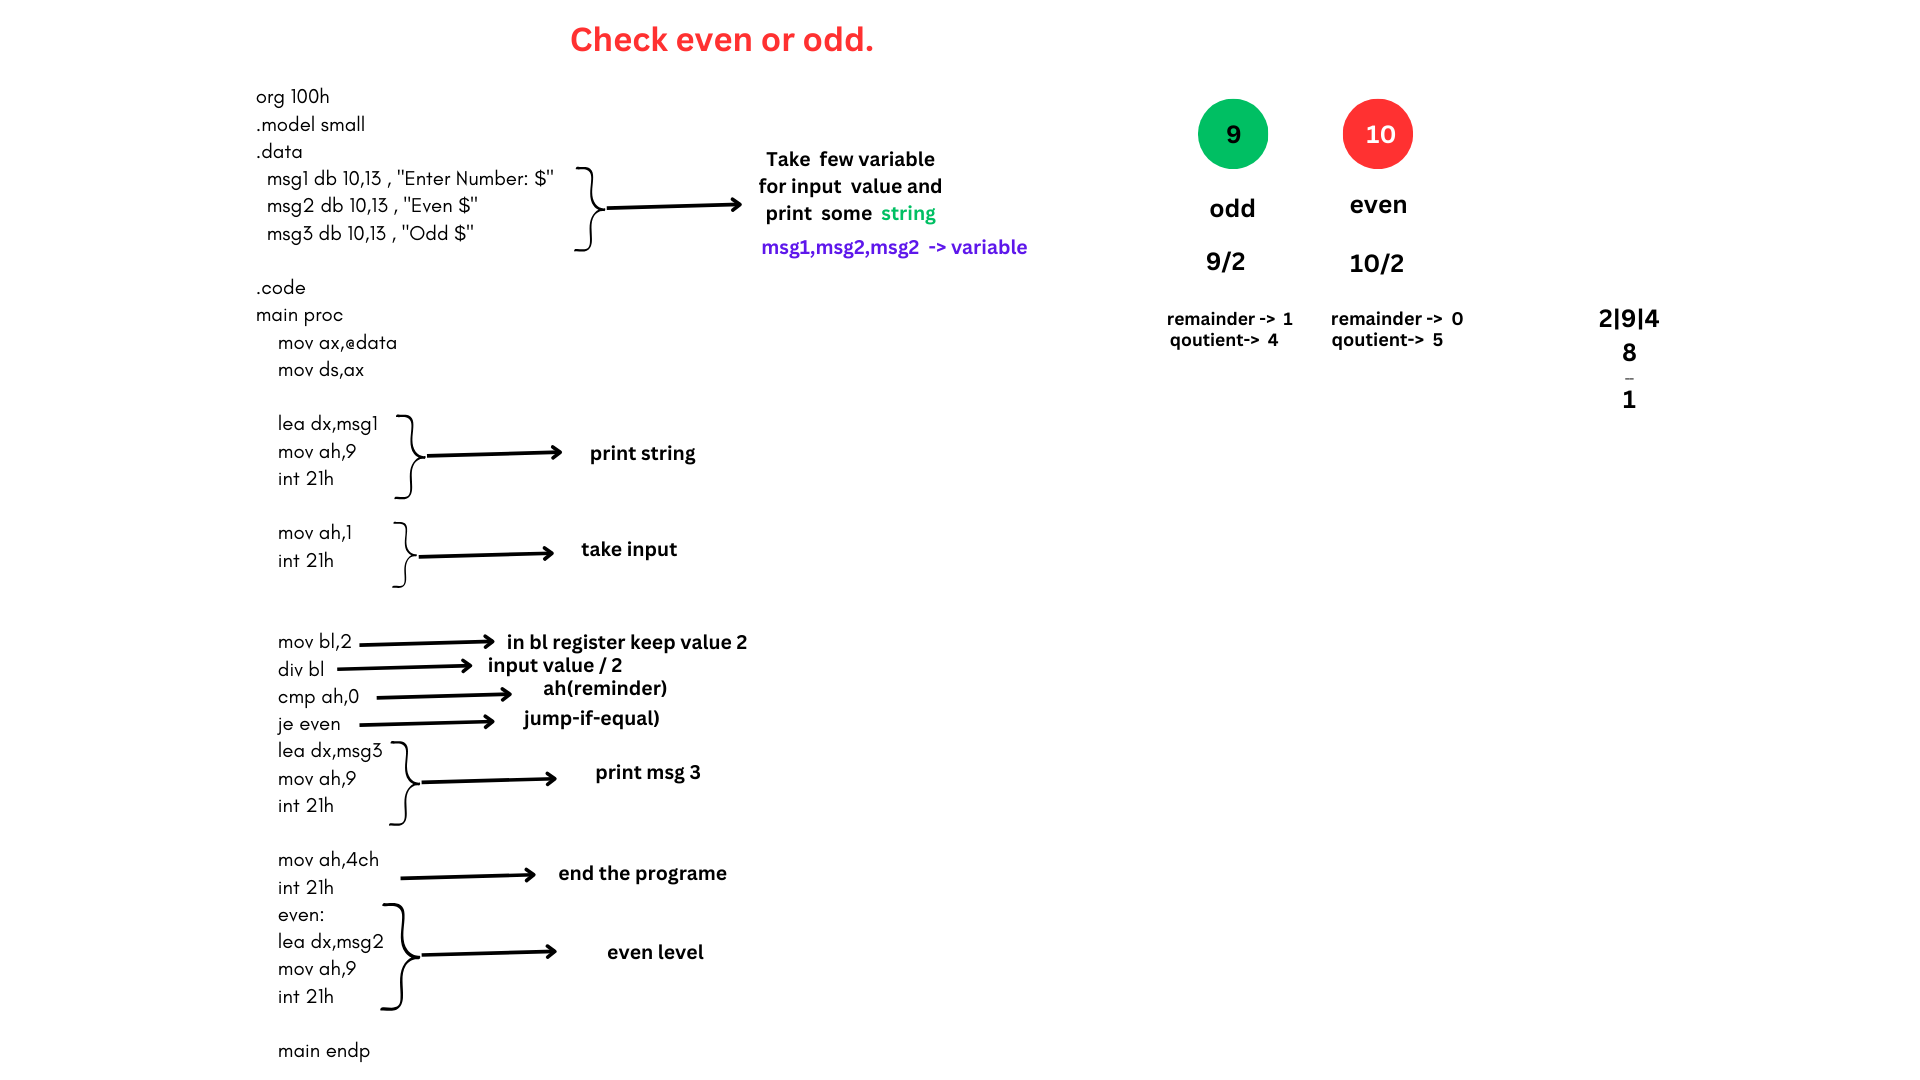 Check even or odd.
org 100h
.model small
.data
msg1 db 10,13 , "Enter Number: $"
msg2 db 10,13 , "Even $"
msg3 db 10,13 , "Odd $"
Take few variable
for input value and
print some string
msg1,msg2,msg2 -> variable
.code
main proc
mov ax,@data
mov ds,ax
lea dx,msg1
mov ah,9
int 21h
print string
mov ah,1
int 21h
take input
mov bl,2
in bl register keep value 2
div bl
input value / 2
cmp ah,0
ah(reminder)
je even
jump-if-equal)
lea dx,msg3
mov ah,9
int 21h
print msg 3
mov ah,4ch
int 21h
end the programe
even:
lea dx,msg2
mov ah,9
int 21h
even level
main endp
9
10
odd
even
9/2
10/2
remainder -> 1
qoutient-> 4
remainder -> 0
qoutient-> 5
2|9|4
8
_
1